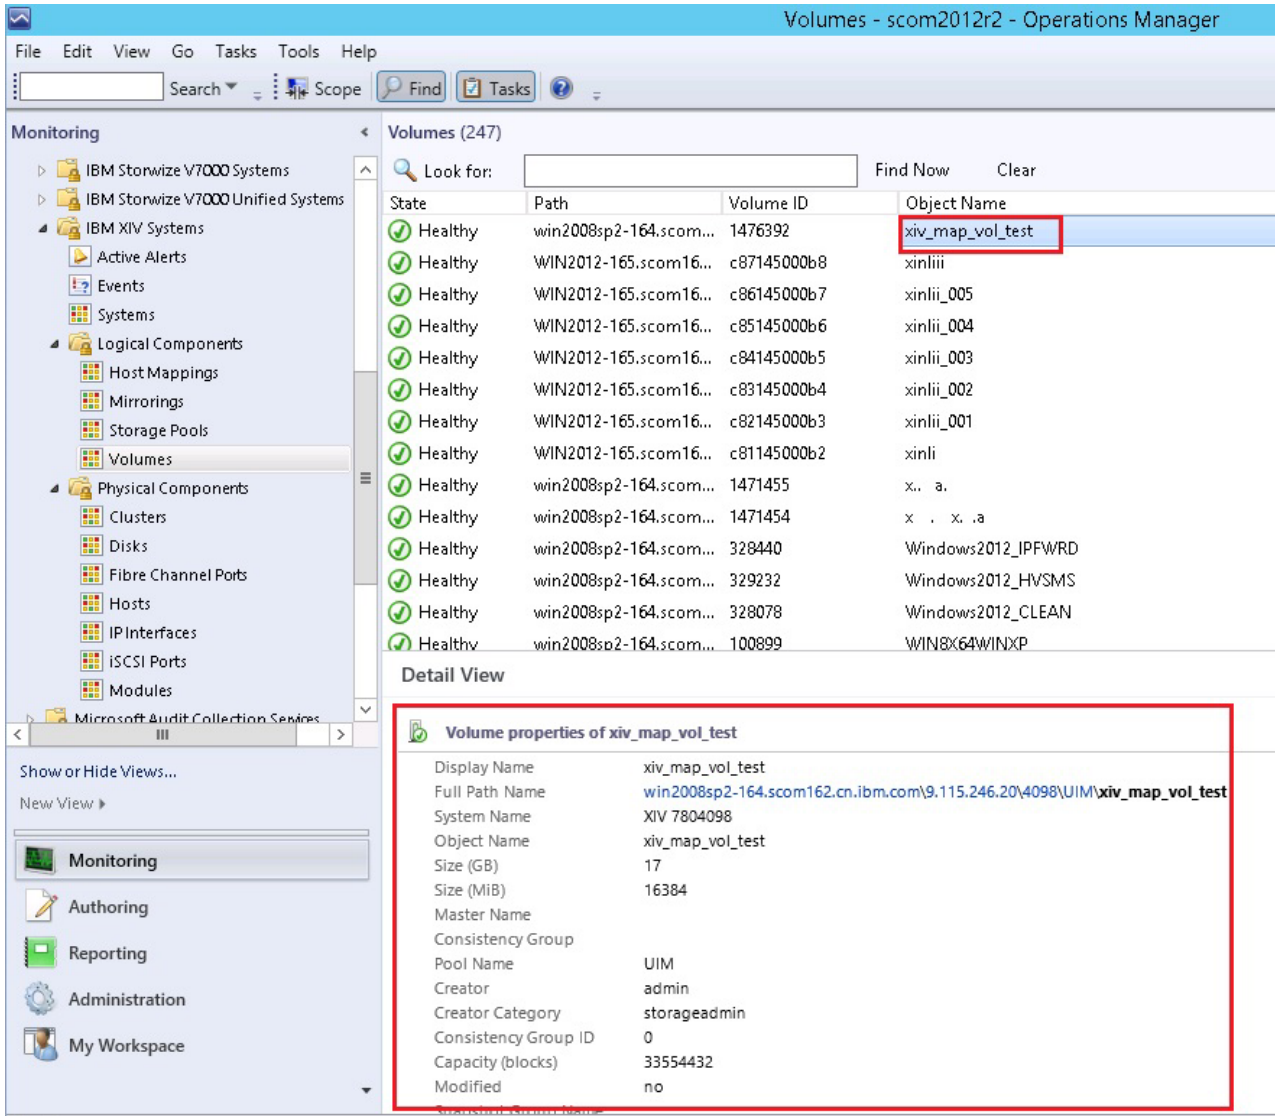 Volumes - scom2012r2 - Operations Manager
File Edit View Go Tasks Tools Help
Search Scope Find Tasks
Monitoring
IBM Storwize V7000 Systems
IBM Storwize V7000 Unified Systems
IBM XIV Systems
Active Alerts
Events
Systems
Logical Components
Host Mappings
Mirrorings
Storage Pools
Volumes
Physical Components
Clusters
Disks
Fibre Channel Ports
Hosts
IP Interfaces
iSCSI Ports
Modules
Microsoft Audit Collection Services
Show or Hide Views...
New View
Monitoring
Authoring
Reporting
Administration
My Workspace
Volumes (247)
Look for: Find Now Clear
State Path Volume ID Object Name
Healthy win2008sp2-164.scom... 1476392 xiv_map_vol_test
Healthy WIN2012-165.scom16... c87145000b8 xinliii
Healthy WIN2012-165.scom16... c86145000b7 xinlii_005
Healthy WIN2012-165.scom16... c85145000b6 xinlii_004
Healthy WIN2012-165.scom16... c84145000b5 xinlii_003
Healthy WIN2012-165.scom16... c83145000b4 xinlii_002
Healthy WIN2012-165.scom16... c82145000b3 xinlii_001
Healthy WIN2012-165.scom16... c81145000b2 xinli
Healthy win2008sp2-164.scom... 1471455 x.. a.
Healthy win2008sp2-164.scom... 1471454 x . x. .a
Healthy win2008sp2-164.scom... 328440 Windows2012_IPFWRD
Healthy win2008sp2-164.scom... 329232 Windows2012_HVSMS
Healthy win2008sp2-164.scom... 328078 Windows2012_CLEAN
Healthy win2008sp2-164.scom... 100899 WIN8X64WINXP
Detail View
Volume properties of xiv_map_vol_test
Display Name xiv_map_vol_test
Full Path Name win2008sp2-164.scom162.cn.ibm.com\9.115.246.20\4098\UIM\xiv_map_vol_test
System Name XIV 7804098
Object Name xiv_map_vol_test
Size (GB) 17
Size (MiB) 16384
Master Name
Consistency Group
Pool Name UIM
Creator admin
Creator Category storageadmin
Consistency Group ID 0
Capacity (blocks) 33554432
Modified no
Snapshot Group Name